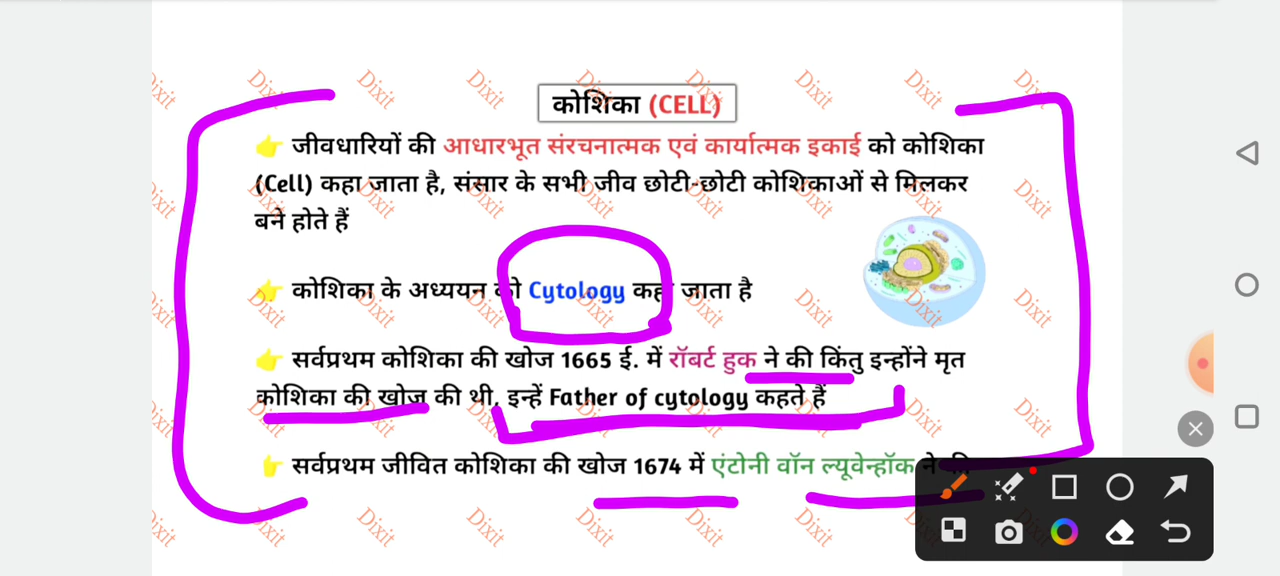 कोशिका (CELL)
👉 जीवधारियों की आधारभूत संरचनात्मक एवं कार्यात्मक इकाई को कोशिका
(Cell) कहा जाता है, संसार के सभी जीव छोटी-छोटी कोशिकाओं से मिलकर
बने होते हैं
👉 कोशिका के अध्ययन को Cytology कहा जाता है
👉 सर्वप्रथम कोशिका की खोज 1665 ई. में रॉबर्ट हुक ने की किंतु इन्होंने मृत
कोशिका की खोज की थी, इन्हें Father of cytology कहते हैं
👉 सर्वप्रथम जीवित कोशिका की खोज 1674 में एंटोनी वॉन ल्यूवेन्हॉक ने की
Dixit